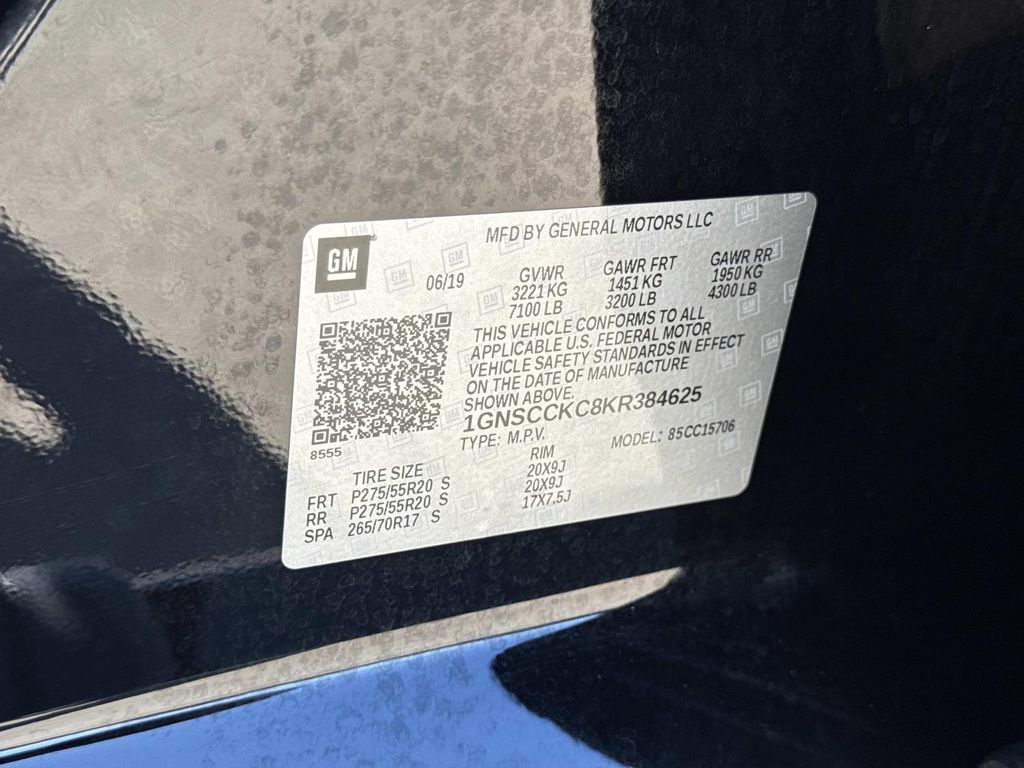 GM
MFD BY GENERAL MOTORS LLC
06/19
GVWR GAWR FRT GAWR RR
3221 KG 1451 KG 1950 KG
7100 LB 3200 LB 4300 LB
THIS VEHICLE CONFORMS TO ALL
APPLICABLE U.S. FEDERAL MOTOR
VEHICLE SAFETY STANDARDS IN EFFECT
ON THE DATE OF MANUFACTURE
SHOWN ABOVE.
1GNSCCKC8KR384625
TYPE: M.P.V. MODEL: 85CC15706
8555
TIRE SIZE RIM
FRT P275/55R20 S 20X9J
RR P275/55R20 S 20X9J
SPA 265/70R17 S 17X7.5J